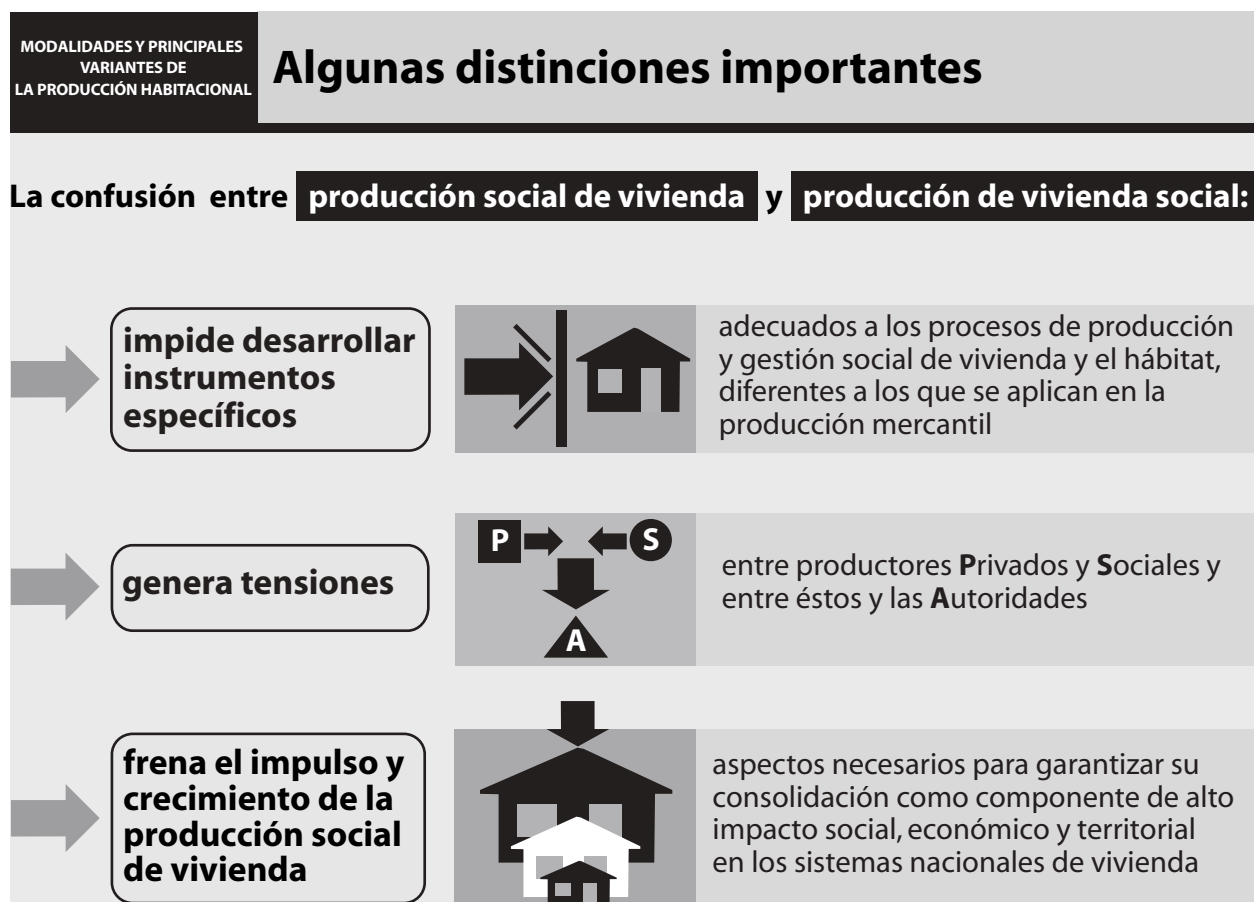 MODALIDADES Y PRINCIPALES
VARIANTES DE
LA PRODUCCIÓN HABITACIONAL
Algunas distinciones importantes
La confusión entre producción social de vivienda y producción de vivienda social:
impide desarrollar
instrumentos
específicos
adecuados a los procesos de producción
y gestión social de vivienda y el hábitat,
diferentes a los que se aplican en la
producción mercantil
genera tensiones
P S
A
entre productores Privados y Sociales y
entre éstos y las Autoridades
frena el impulso y
crecimiento de la
producción social
de vivienda
aspectos necesarios para garantizar su
consolidación como componente de alto
impacto social, económico y territorial
en los sistemas nacionales de vivienda